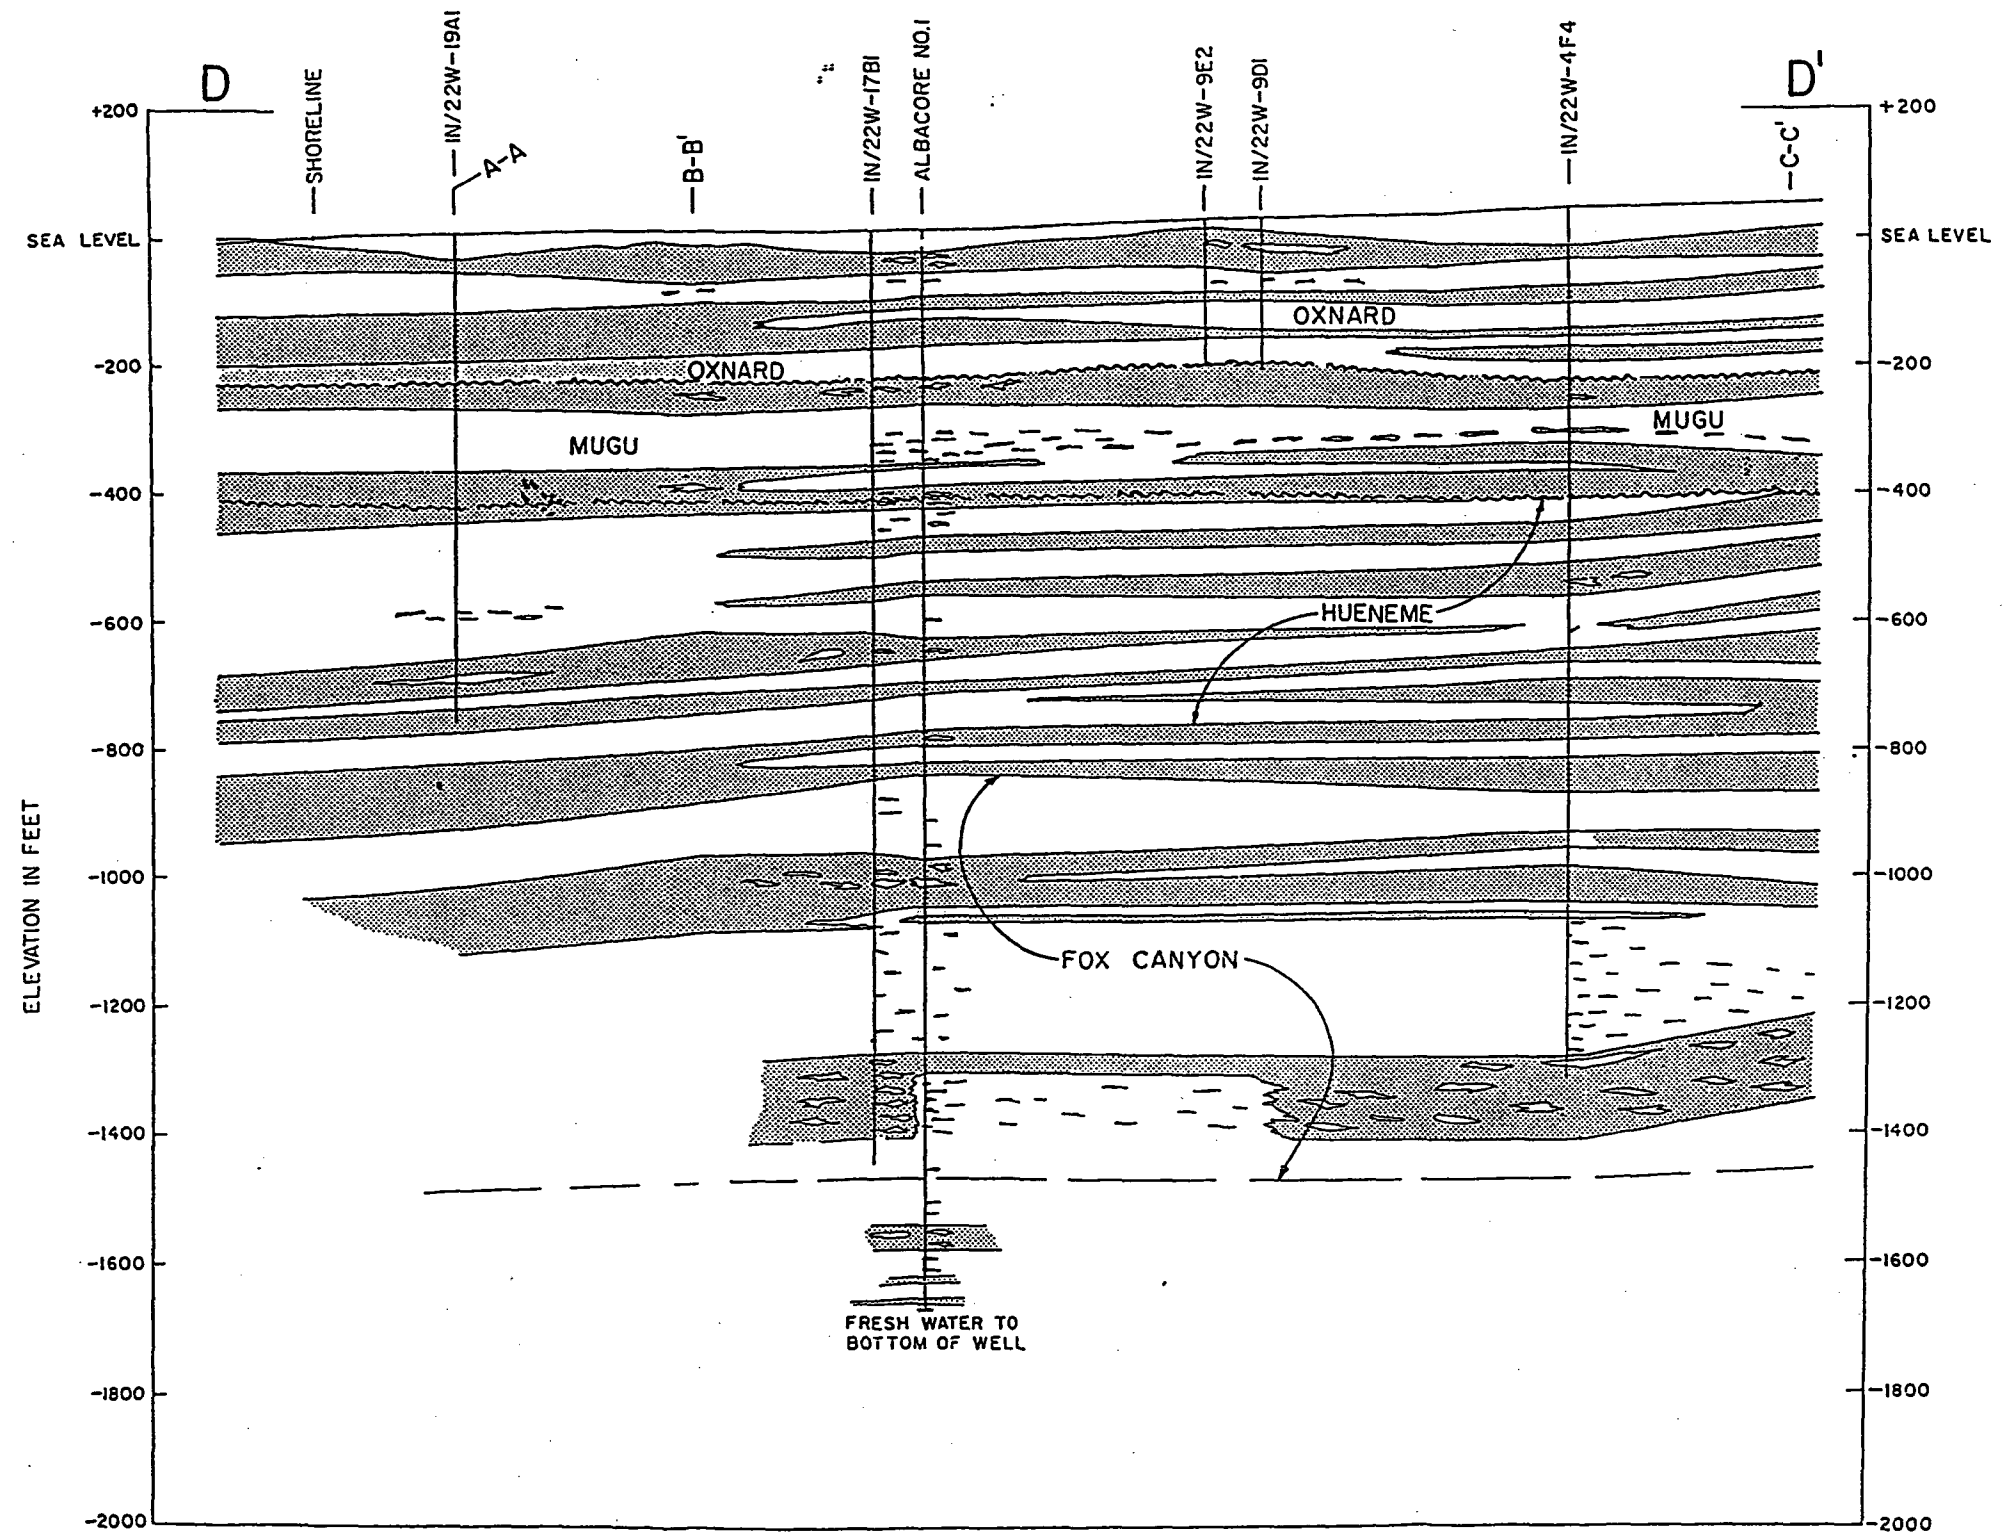 D
D'
SHORELINE
IN/22W-19A1
A-A
B-B'
IN/22W-17B1
ALBACORE NO.1
IN/22W-9E2
IN/22W-9D1
IN/22W-4F4
C-C'
+200
SEA LEVEL
-200
-400
-600
-800
-1000
-1200
-1400
-1600
-1800
-2000
ELEVATION IN FEET
+200
SEA LEVEL
-200
-400
-600
-800
-1000
-1200
-1400
-1600
-1800
-2000
OXNARD
OXNARD
MUGU
MUGU
HUENEME
FOX CANYON
FRESH WATER TO
BOTTOM OF WELL